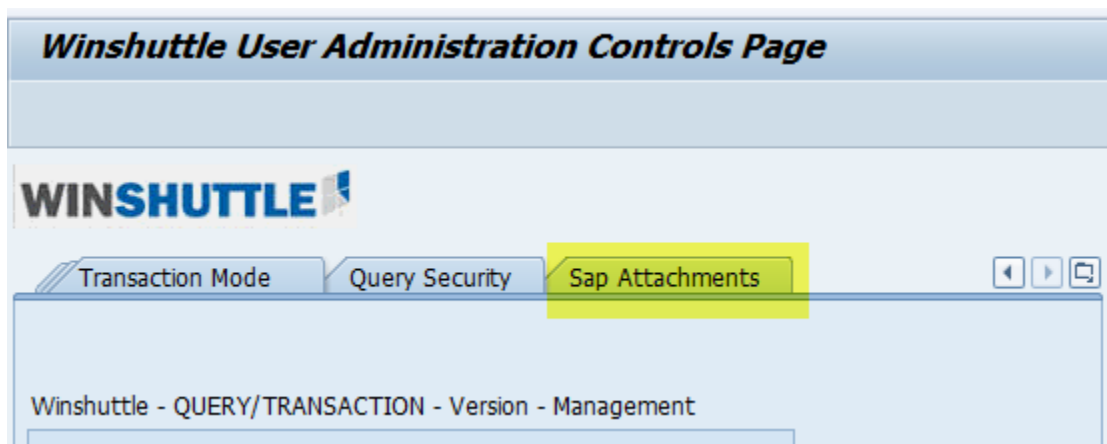 Winshuttle User Administration Controls Page
WINSHUTTLE
Transaction Mode Query Security Sap Attachments
Winshuttle - QUERY/TRANSACTION - Version - Management